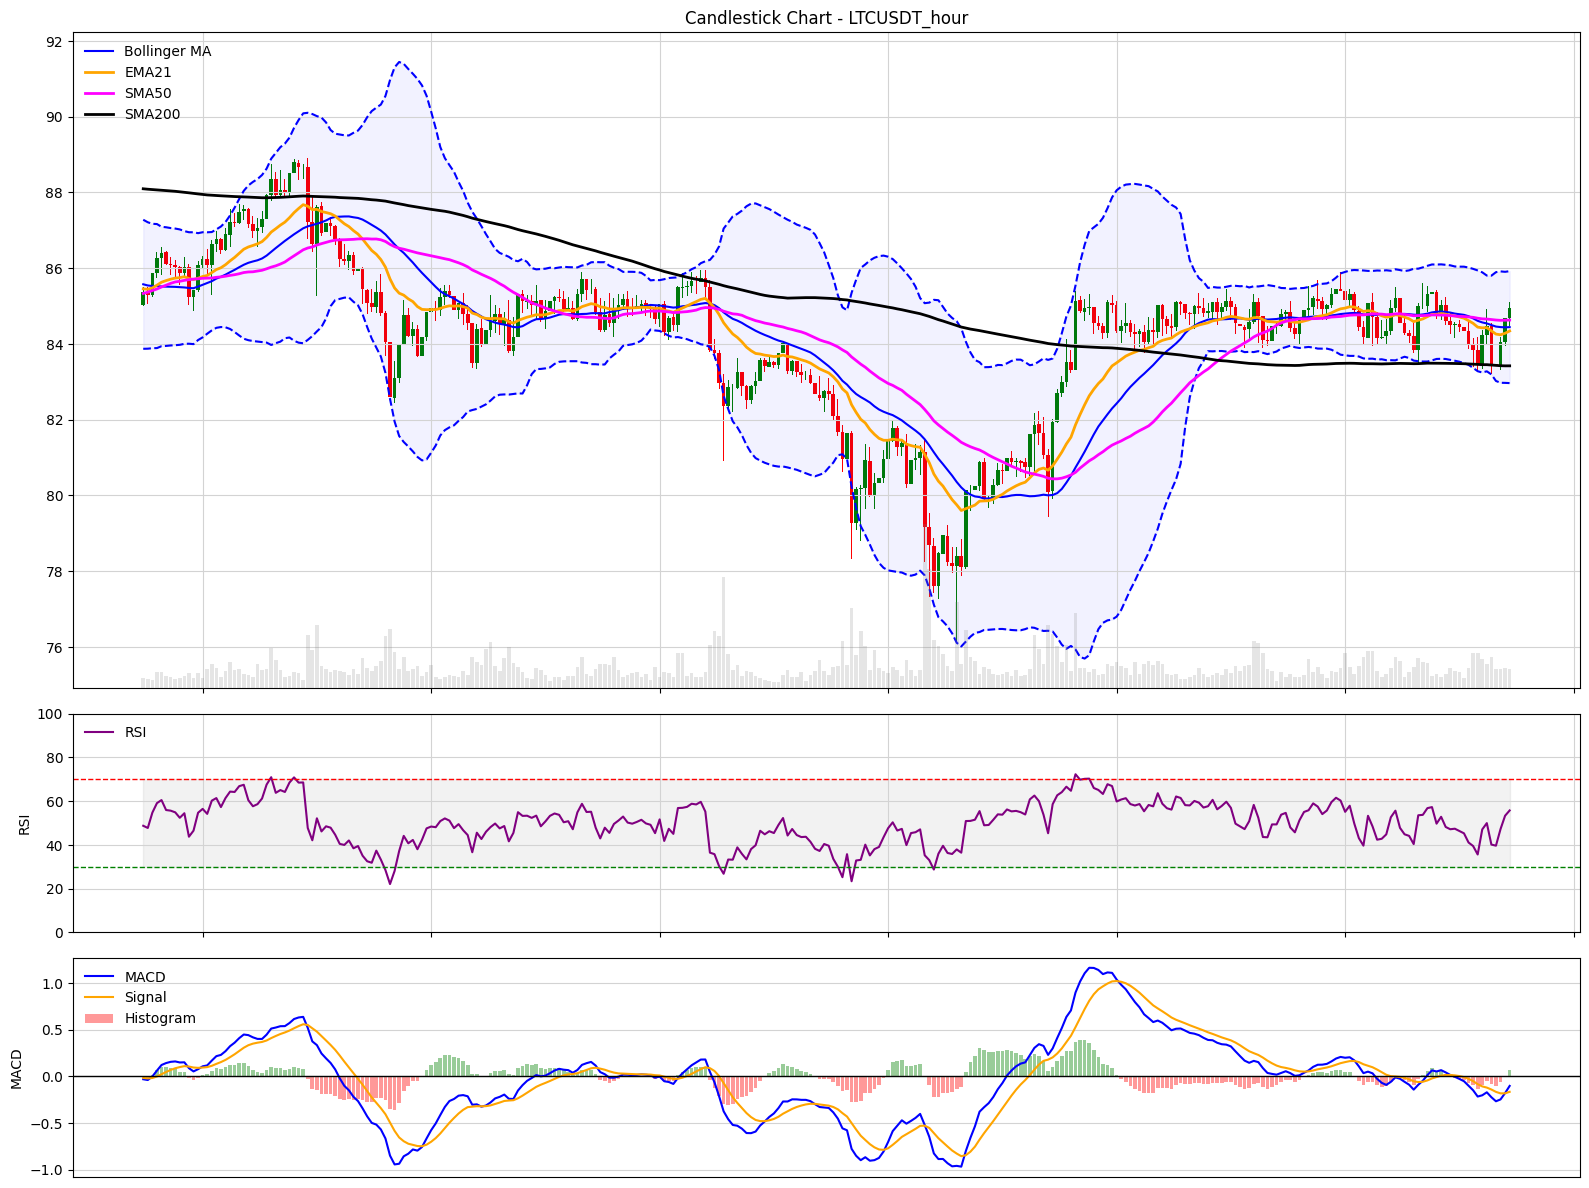 Candlestick Chart - LTCUSDT_hour
92
90
88
86
84
82
80
78
76
Bollinger MA
EMA21
SMA50
SMA200
100
80
60
40
20
0
RSI
RSI
1.0
0.5
0.0
−0.5
−1.0
MACD
MACD
Signal
Histogram